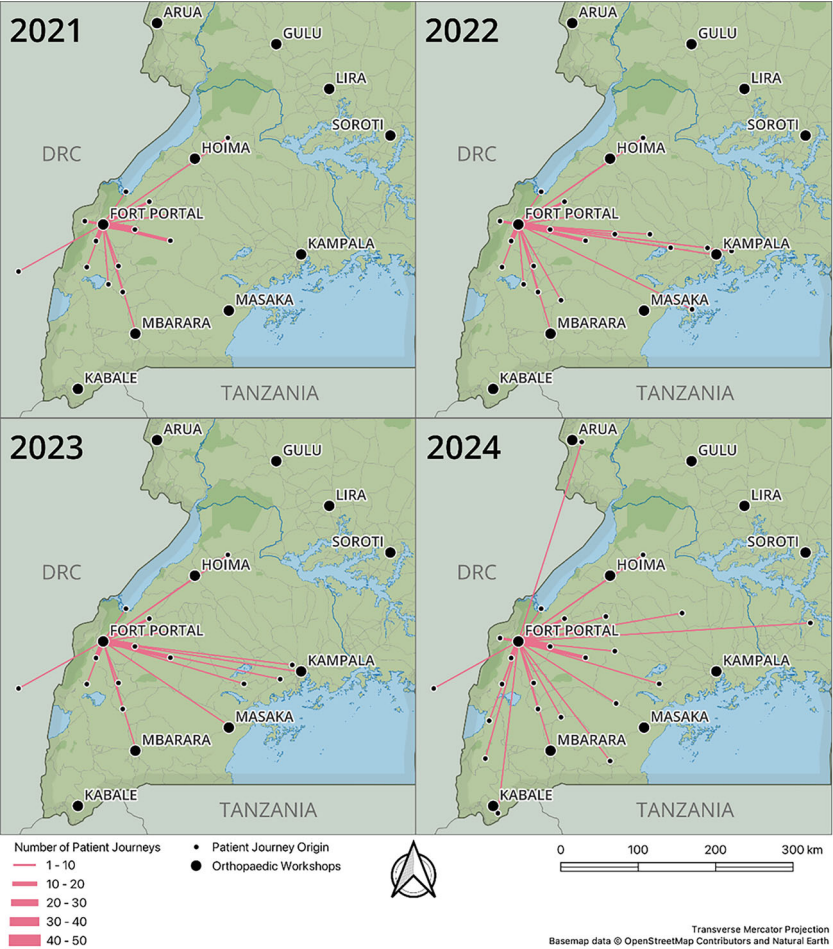 2021
ARUA
GULU
LIRA
SOROTI
DRC
HOIMA
FORT PORTAL
KAMPALA
MASAKA
MBARARA
KABALE
TANZANIA
2022
ARUA
GULU
LIRA
SOROTI
DRC
HOIMA
FORT PORTAL
KAMPALA
MASAKA
MBARARA
KABALE
TANZANIA
2023
ARUA
GULU
LIRA
SOROTI
DRC
HOIMA
FORT PORTAL
KAMPALA
MASAKA
MBARARA
KABALE
TANZANIA
2024
ARUA
GULU
LIRA
SOROTI
DRC
HOIMA
FORT PORTAL
KAMPALA
MASAKA
MBARARA
KABALE
TANZANIA
Number of Patient Journeys
1 - 10
10 - 20
20 - 30
30 - 40
40 - 50
Patient Journey Origin
Orthopaedic Workshops
0 100 200 300 km
Transverse Mercator Projection
Basemap data © OpenStreetMap Contributors and Natural Earth